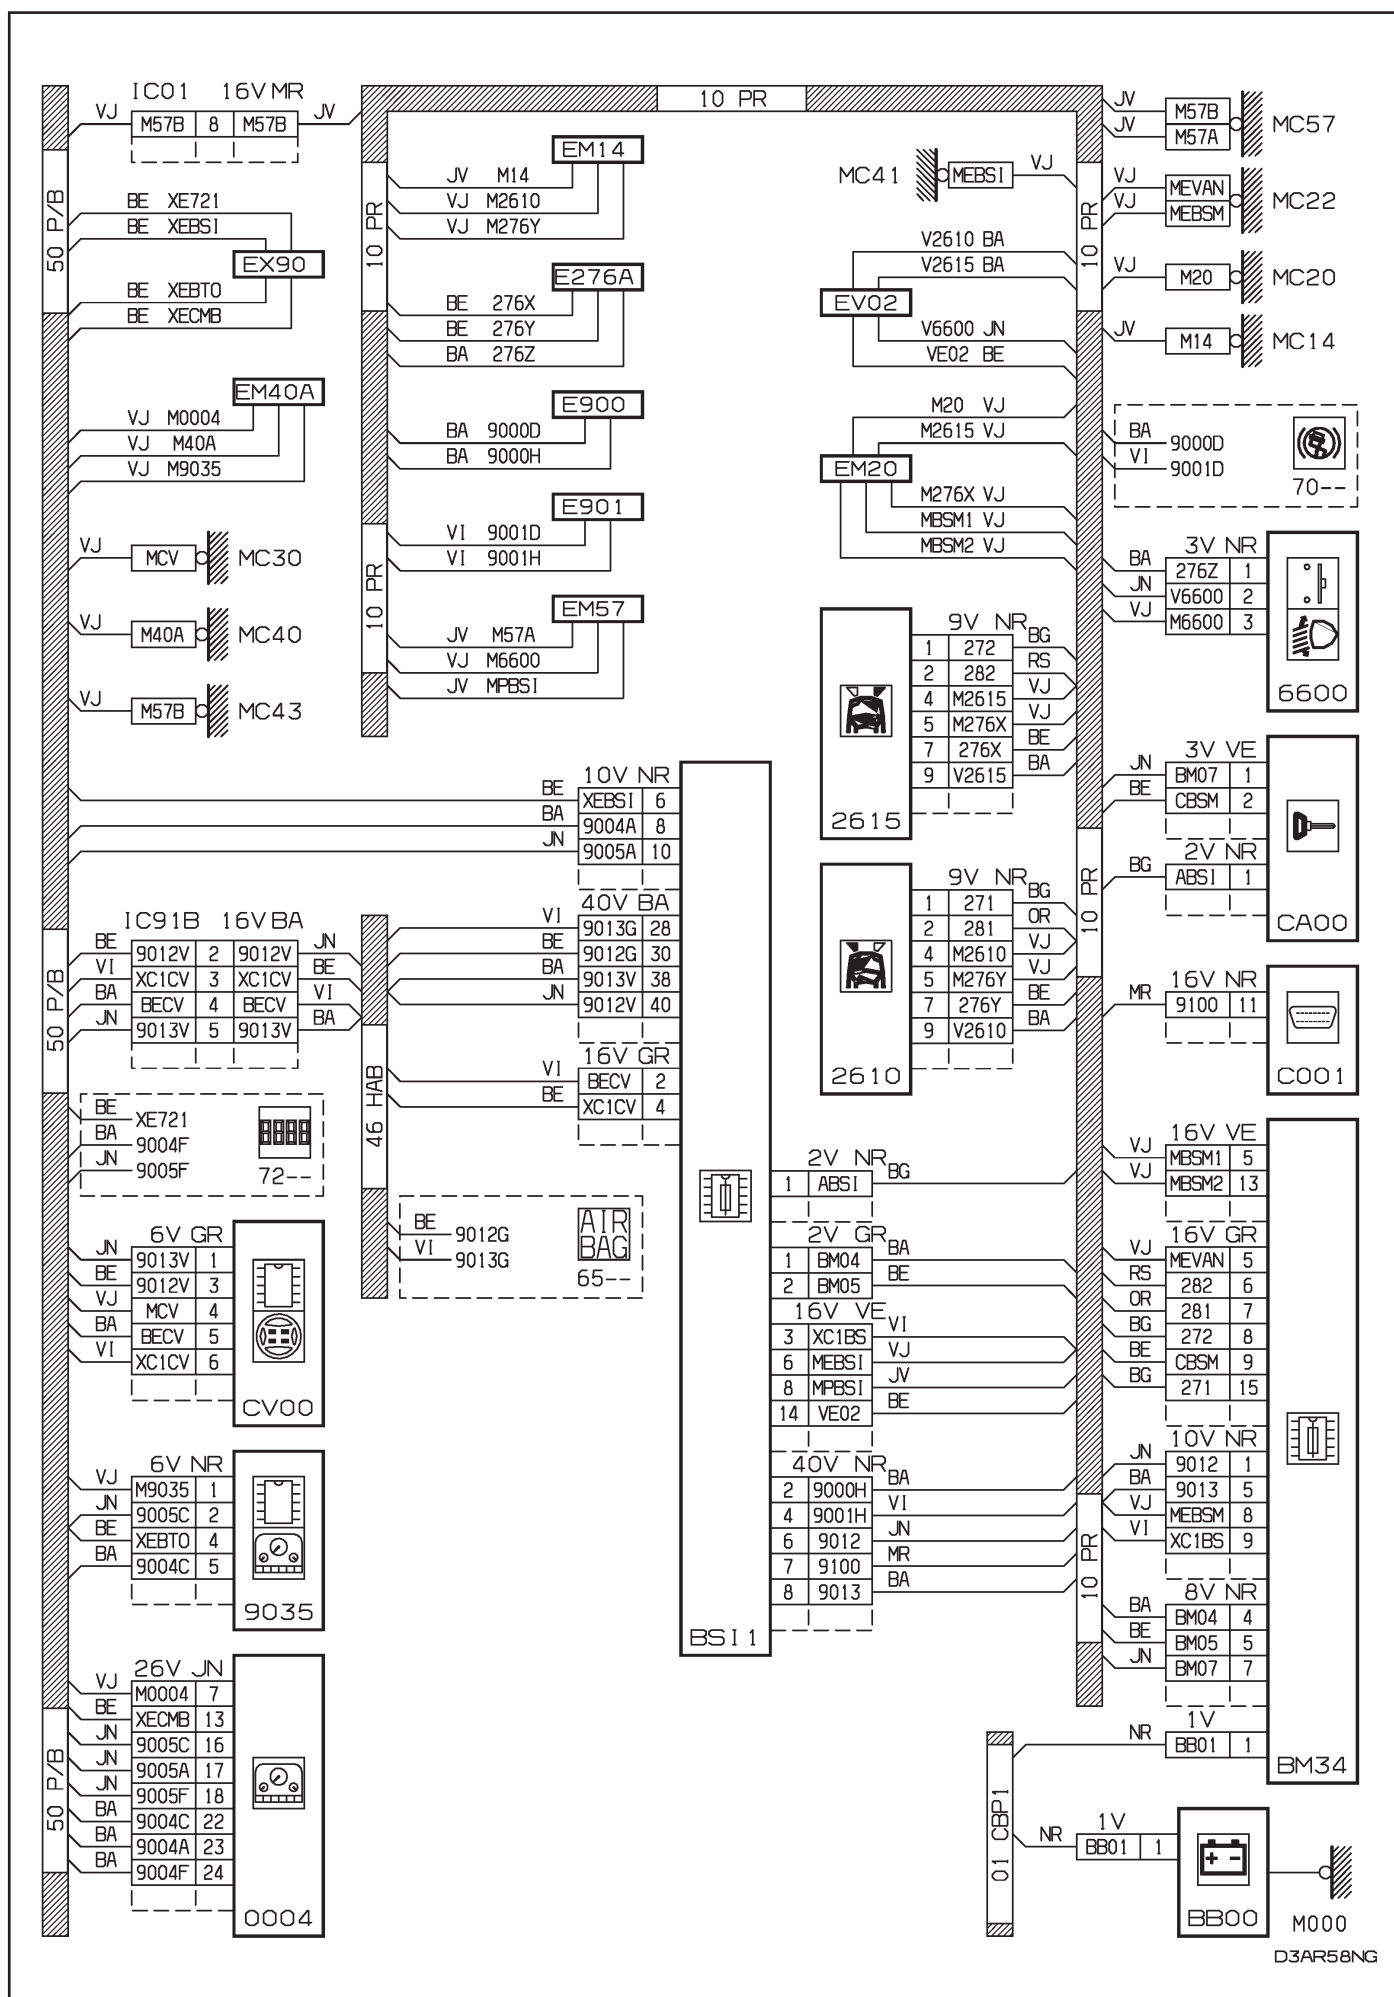 IC01 16V MR
VJ M57B 8 M57B JV
50 P/B
BE XE721
BE XEBSI
EX90
BE XEBTO
BE XECMB
EM40A
VJ M0004
VJ M40A
VJ M9035
VJ MCV MC30
VJ M40A MC40
VJ M57B MC43
10 PR
10 PR
EM14
JV M14
VJ M2610
VJ M276Y
E276A
BE 276X
BE 276Y
BA 276Z
E900
BA 9000D
BA 9000H
E901
VI 9001D
VI 9001H
10 PR
EM57
JV M57A
VJ M6600
JV MPBSI
MC41 MEBSI VJ
V2610 BA
V2615 BA
EV02
V6600 JN
VE02 BE
M20 VJ
M2615 VJ
EM20
M276X VJ
MBSM1 VJ
MBSM2 VJ
10 PR
JV M57B
JV M57A
MC57
VJ MEVAN
VJ MEBSM
MC22
VJ M20 MC20
JV M14 MC14
BA 9000D
VI 9001D
70--
3V NR
BA 276Z 1
JN V6600 2
VJ M6600 3
6600
9V NR
1 272 BG
2 282 RS
4 M2615 VJ
5 M276X VJ
7 276X BE
9 V2615 BA
2615
3V VE
JN BM07 1
BE CBSM 2
2V NR
BG ABSI 1
CA00
10 PR
9V NR
1 271 BG
2 281 OR
4 M2610 VJ
5 M276Y VJ
7 276Y BE
9 V2610 BA
2610
16V NR
MR 9100 11
C001
10V NR
BE XEBSI 6
BA 9004A 8
JN 9005A 10
40V BA
VI 9013G 28
BE 9012G 30
BA 9013V 38
JN 9012V 40
16V GR
VI BECV 2
BE XC1CV 4
50 P/B
IC91B 16V BA
BE 9012V 2 9012V JN
VI XC1CV 3 XC1CV BE
BA BECV 4 BECV VI
JN 9013V 5 9013V BA
46 HAB
BE XE721
BA 9004F
JN 9005F
72--
BE 9012G
VI 9013G
AIR
BAG
65--
6V GR
JN 9013V 1
BE 9012V 3
VJ MCV 4
BA BECV 5
VI XC1CV 6
CV00
6V NR
VJ M9035 1
JN 9005C 2
BE XEBTO 4
BA 9004C 5
9035
50 P/B
26V JN
VJ M0004 7
BE XECMB 13
JN 9005C 16
JN 9005A 17
JN 9005F 18
BA 9004C 22
BA 9004A 23
BA 9004F 24
0004
2V NR
1 ABSI BG
2V GR
1 BM04 BA
2 BM05 BE
16V VE
3 XC1BS VI
6 MEBSI VJ
8 MPBSI JV
14 VE02 BE
40V NR
2 9000H BA
4 9001H VI
6 9012 JN
7 9100 MR
8 9013 BA
BSI1
10 PR
16V VE
VJ MBSM1 5
VJ MBSM2 13
16V GR
VJ MEVAN 5
RS 282 6
OR 281 7
BG 272 8
BE CBSM 9
BG 271 15
10V NR
JN 9012 1
BA 9013 5
VJ MEBSM 8
VI XC1BS 9
8V NR
BA BM04 4
BE BM05 5
JN BM07 7
1V
NR BB01 1
BM34
01 CBP1
1V
NR BB01 1
+ -
BB00
M000
D3AR58NG